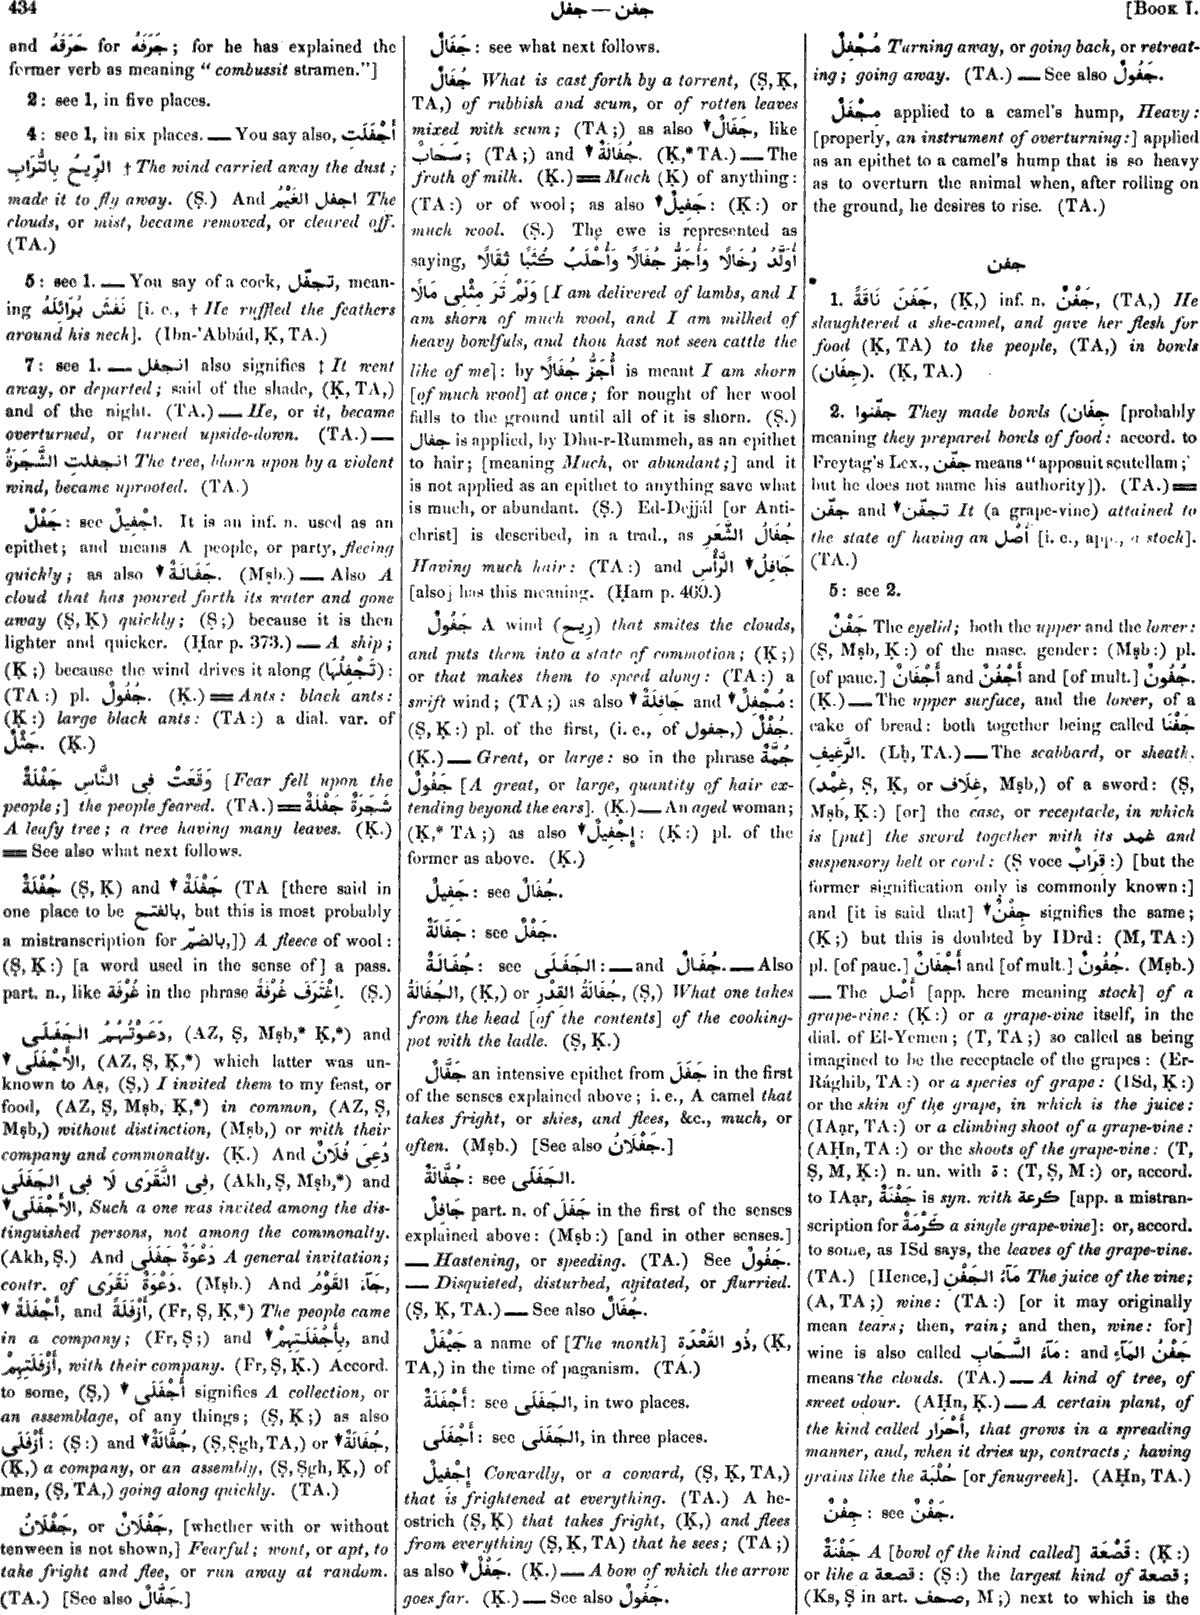 434
جفل — جفن
[Book I.
and حَرَقَهُ for جَرَفَهُ; for he has explained the
former verb as meaning “combussit stramen.”]
2: see 1, in five places.
4: see 1, in six places. — You say also, أَجْفَلَتِ
الرِّيحُ بِالتُّرَابِ † The wind carried away the dust;
made it to fly away. (Ṣ.) And اجفل الغَيْمُ The
clouds, or mist, became removed, or cleared off.
(TA.)
5: see 1. — You say of a cock, تجفّل, mean-
ing نَفَشَ بُرَائِلَهُ [i. e., † He ruffled the feathers
around his neck]. (Ibn-'Abbád, Ḳ, TA.)
7: see 1. — انجفل also signifies ‡ It went
away, or departed; said of the shade, (Ḳ, TA,)
and of the night. (TA.) — He, or it, became
overturned, or turned upside-down. (TA.) —
انجفلت الشَّجَرَةُ The tree, blown upon by a violent
wind, became uprooted. (TA.)
جَفْلٌ: see إِجْفِيلٌ. It is an inf. n. used as an
epithet; and means A people, or party, fleeing
quickly; as also ▼ جَفَالَةٌ. (Mṣb.) — Also A
cloud that has poured forth its water and gone
away (Ṣ, Ḳ) quickly; (Ṣ;) because it is then
lighter and quicker. (Ḥar p. 373.) — A ship;
(Ḳ;) because the wind drives it along (تَجْفِلُهَا):
(TA:) pl. جُفُولٌ. (Ḳ.) = Ants: black ants:
(Ḳ:) large black ants: (TA:) a dial. var. of
جَثْلٌ. (Ḳ.)
وَقَعَتْ فِى النَّاسِ جَفْلَةٌ [Fear fell upon the
people;] the people feared. (TA.) = شَجَرَةٌ جَفْلَةٌ
A leafy tree; a tree having many leaves. (Ḳ.)
= See also what next follows.
جُفْلَةٌ (Ṣ, Ḳ) and ▼ جَفْلَةٌ (TA [there said in
one place to be بالفتح, but this is most probably
a mistranscription for بالضمّ,]) A fleece of wool:
(Ṣ, Ḳ:) [a word used in the sense of] a pass.
part. n., like غُرْفَة in the phrase اِغْتَرَفَ غُرْفَةً. (Ṣ.)
دَعَوْتُهُمُ الجَفَلَى, (AZ, Ṣ, Mṣb,* Ḳ,*) and
▼ الأَجْفَلَى, (AZ, Ṣ, Ḳ,*) which latter was un-
known to Aṣ, (Ṣ,) I invited them to my feast, or
food, (AZ, Ṣ, Mṣb, Ḳ,*) in common, (AZ, Ṣ,
Mṣb,) without distinction, (Mṣb,) or with their
company and commonalty. (Ḳ.) And دُعِىَ فُلَانٌ
فِى النَّقَرَى لَا فِى الجَفَلَى, (Akh, Ṣ, Mṣb,*) and
▼ الأَجْفَلَى, Such a one was invited among the dis-
tinguished persons, not among the commonalty.
(Akh, Ṣ.) And دَعْوَةُ جَفَلَى A general invitation;
contr. of دَعْوَةُ نَقَرَى. (Mṣb.) And جَآءَ القَوْمُ,
▼ أَجْفَلَةً, and أَزْفَلَةً, (Fr, Ṣ, Ḳ,*) The people came
in a company; (Fr, Ṣ;) and ▼ بِأَجْفَلَتِهِمْ, and
أَزْفَلَتِهِمْ, with their company. (Fr, Ṣ, Ḳ.) Accord.
to some, (Ṣ,) ▼ أَجْفَلَى signifies A collection, or
an assemblage, of any things; (Ṣ, Ḳ;) as also
أَزْفَلَى: (Ṣ:) and ▼ جَفَّالَةٌ, (Ṣ, Sgh, TA,) or ▼ جُفَالَةٌ,
(Ḳ,) a company, or an assembly, (Ṣ, Sgh, Ḳ,) of
men, (Ṣ, TA,) going along quickly. (TA.)
جَفْلَانُ, or جَفْلَانٌ, [whether with or without
tenween is not shown,] Fearful; wont, or apt, to
take fright and flee, or run away at random.
(TA.) [See also جَفَّالٌ.]
جَفَالٌ: see what next follows.
جُفَالٌ What is cast forth by a torrent, (Ṣ, Ḳ,
TA,) of rubbish and scum, or of rotten leaves
mixed with scum; (TA;) as also ▼ جَفَالٌ, like
سَحَابٌ; (TA;) and ▼ جُفَالَةٌ. (Ḳ,* TA.) — The
froth of milk. (Ḳ.) = Much (Ḳ) of anything:
(TA:) or of wool; as also ▼ جَفِيلٌ: (Ḳ:) or
much wool. (Ṣ.) The ewe is represented as
saying, أُوَلَّدُ رُخَالًا وَأُجَزُّ جُفَالًا وَأُحْلَبُ كُثَبًا ثِقَالًا
وَلَمْ تَرَ مِثْلِى مَالًا [I am delivered of lambs, and I
am shorn of much wool, and I am milked of
heavy bowlfuls, and thou hast not seen cattle the
like of me]: by أُجَزُّ جُفَالًا is meant I am shorn
[of much wool] at once; for nought of her wool
falls to the ground until all of it is shorn. (Ṣ.)
جفال is applied, by Dhu-r-Rummeh, as an epithet
to hair; [meaning Much, or abundant;] and it
is not applied as an epithet to anything save what
is much, or abundant. (Ṣ.) Ed-Dejjál [or Anti-
christ] is described, in a trad., as جُفَالُ الشَّعَرِ
Having much hair: (TA:) and ▼ جَافِلُ الرَّأْسِ
[also] has this meaning. (Ḥam p. 469.)
جَفُولٌ A wind (رِيح) that smites the clouds,
and puts them into a state of commotion; (Ḳ;)
or that makes them to speed along: (TA:) a
swift wind; (TA;) as also ▼ جَافِلَةٌ and ▼ مُجْفِلٌ:
(Ṣ, Ḳ:) pl. of the first, (i. e., of جفول,) جُفْلٌ.
(Ḳ.) — Great, or large: so in the phrase جُمَّةٌ
جَفُولٌ [A great, or large, quantity of hair ex-
tending beyond the ears]. (Ḳ.) — An aged woman;
(Ḳ,* TA;) as also ▼ إِجْفِيلٌ: (Ḳ:) pl. of the
former as above. (Ḳ.)
جَفِيلٌ: see جُفَالٌ.
جَفَالَةٌ: see جَفْلٌ.
جُفَالَةٌ: see الجَفَلَى: — and جُفَالٌ. — Also
الجُفَالَةُ, (Ḳ,) or جُفَالَةُ القِدْرِ, (Ṣ,) What one takes
from the head [of the contents] of the cooking-
pot with the ladle. (Ṣ, Ḳ.)
جَفَّالٌ an intensive epithet from جَفَلَ in the first
of the senses explained above; i. e., A camel that
takes fright, or shies, and flees, &c., much, or
often. (Mṣb.) [See also جَفْلَانُ.]
جَفَّالَةٌ: see الجَفَلَى.
جَافِلٌ part. n. of جَفَلَ in the first of the senses
explained above: (Mṣb:) [and in other senses.]
— Hastening, or speeding. (TA.) See جَفُولٌ.
— Disquieted, disturbed, agitated, or flurried.
(Ṣ, Ḳ, TA.) — See also جُفَالٌ.
جَيْفَلٌ a name of [The month] ذُو القَعْدَة, (Ḳ,
TA,) in the time of paganism. (TA.)
أَجْفَلَةٌ: see الجَفَلَى, in two places.
أَجْفَلَى: see الجَفَلَى, in three places.
إِجْفِيلٌ Cowardly, or a coward, (Ṣ, Ḳ, TA,)
that is frightened at everything. (TA.) A he-
ostrich (Ṣ, Ḳ) that takes fright, (Ḳ,) and flees
from everything (Ṣ, Ḳ, TA) that he sees; (TA;)
as also ▼ جَفْلٌ. (Ḳ.) — A bow of which the arrow
goes far. (Ḳ.) — See also جَفُولٌ.
مُجْفِلٌ Turning away, or going back, or retreat-
ing; going away. (TA.) — See also جَفُولٌ.
مِجْفَلٌ applied to a camel's hump, Heavy:
[properly, an instrument of overturning:] applied
as an epithet to a camel's hump that is so heavy
as to overturn the animal when, after rolling on
the ground, he desires to rise. (TA.)
جفن
1. جَفَنَ نَاقَةً, (Ḳ,) inf. n. جَفْنٌ, (TA,) He
slaughtered a she-camel, and gave her flesh for
food (Ḳ, TA) to the people, (TA,) in bowls
(جِفَان). (Ḳ, TA.)
2. جفّنوا They made bowls (جِفَان [probably
meaning they prepared bowls of food: accord. to
Freytag's Lex., جفّن means “apposuit scutellam;”
but he does not name his authority]). (TA.) =
جفّن and ▼ تجفّن It (a grape-vine) attained to
the state of having an أَصْل [i. e., app., a stock].
(TA.)
5: see 2.
جَفْنٌ The eyelid; both the upper and the lower:
(Ṣ, Mṣb, Ḳ:) of the masc. gender: (Mṣb:) pl.
[of pauc.] أَجْفَانٌ and أَجْفُنٌ and [of mult.] جُفُونٌ.
(Ḳ.) — The upper surface, and the lower, of a
cake of bread: both together being called جَفْنَا
الرَّغِيفِ. (Lḥ, TA.) — The scabbard, or sheath,
(غِمْد, Ṣ, Ḳ, or غِلَاف, Mṣb,) of a sword: (Ṣ,
Mṣb, Ḳ:) [or] the case, or receptacle, in which
is [put] the sword together with its غمد and
suspensory belt or cord: (Ṣ voce قِرَابٌ:) [but the
former signification only is commonly known:]
and [it is said that] ▼ جِفْنٌ signifies the same;
(Ḳ;) but this is doubted by IDrd: (M, TA:)
pl. [of pauc.] أَجْفَانٌ and [of mult.] جُفُونٌ. (Mṣb.)
— The أَصْل [app. here meaning stock] of a
grape-vine: (Ḳ:) or a grape-vine itself, in the
dial. of El-Yemen; (T, TA;) so called as being
imagined to be the receptacle of the grapes: (Er-
Rághib, TA:) or a species of grape: (ISd, Ḳ:)
or the skin of the grape, in which is the juice:
(IAạr, TA:) or a climbing shoot of a grape-vine:
(AḤn, TA:) or the shoots of the grape-vine: (T,
Ṣ, M, Ḳ:) n. un. with ة: (T, Ṣ, M:) or, accord.
to IAạr, جَفْنَةٌ is syn. with كرعة [app. a mistran-
scription for كَرْمَةٌ a single grape-vine]: or, accord.
to some, as ISd says, the leaves of the grape-vine.
(TA.) [Hence,] مَآءُ الجَفْنِ The juice of the vine;
(A, TA;) wine: (TA:) [or it may originally
mean tears; then, rain; and then, wine: for]
wine is also called مَآءُ السَّحَابِ: and جَفْنُ المَآءِ
means the clouds. (TA.) — A kind of tree, of
sweet odour. (AḤn, Ḳ.) — A certain plant, of
the kind called أَحْرَار, that grows in a spreading
manner, and, when it dries up, contracts; having
grains like the حُلْبَة [or fenugreek]. (AḤn, TA.)
جِفْنٌ: see جَفْنٌ.
جَفْنَةٌ A [bowl of the kind called] قَصْعَة: (Ḳ:)
or like a قصعة: (Ṣ:) the largest kind of قصعة;
(Ks, Ṣ in art. صحف, M;) next to which is the